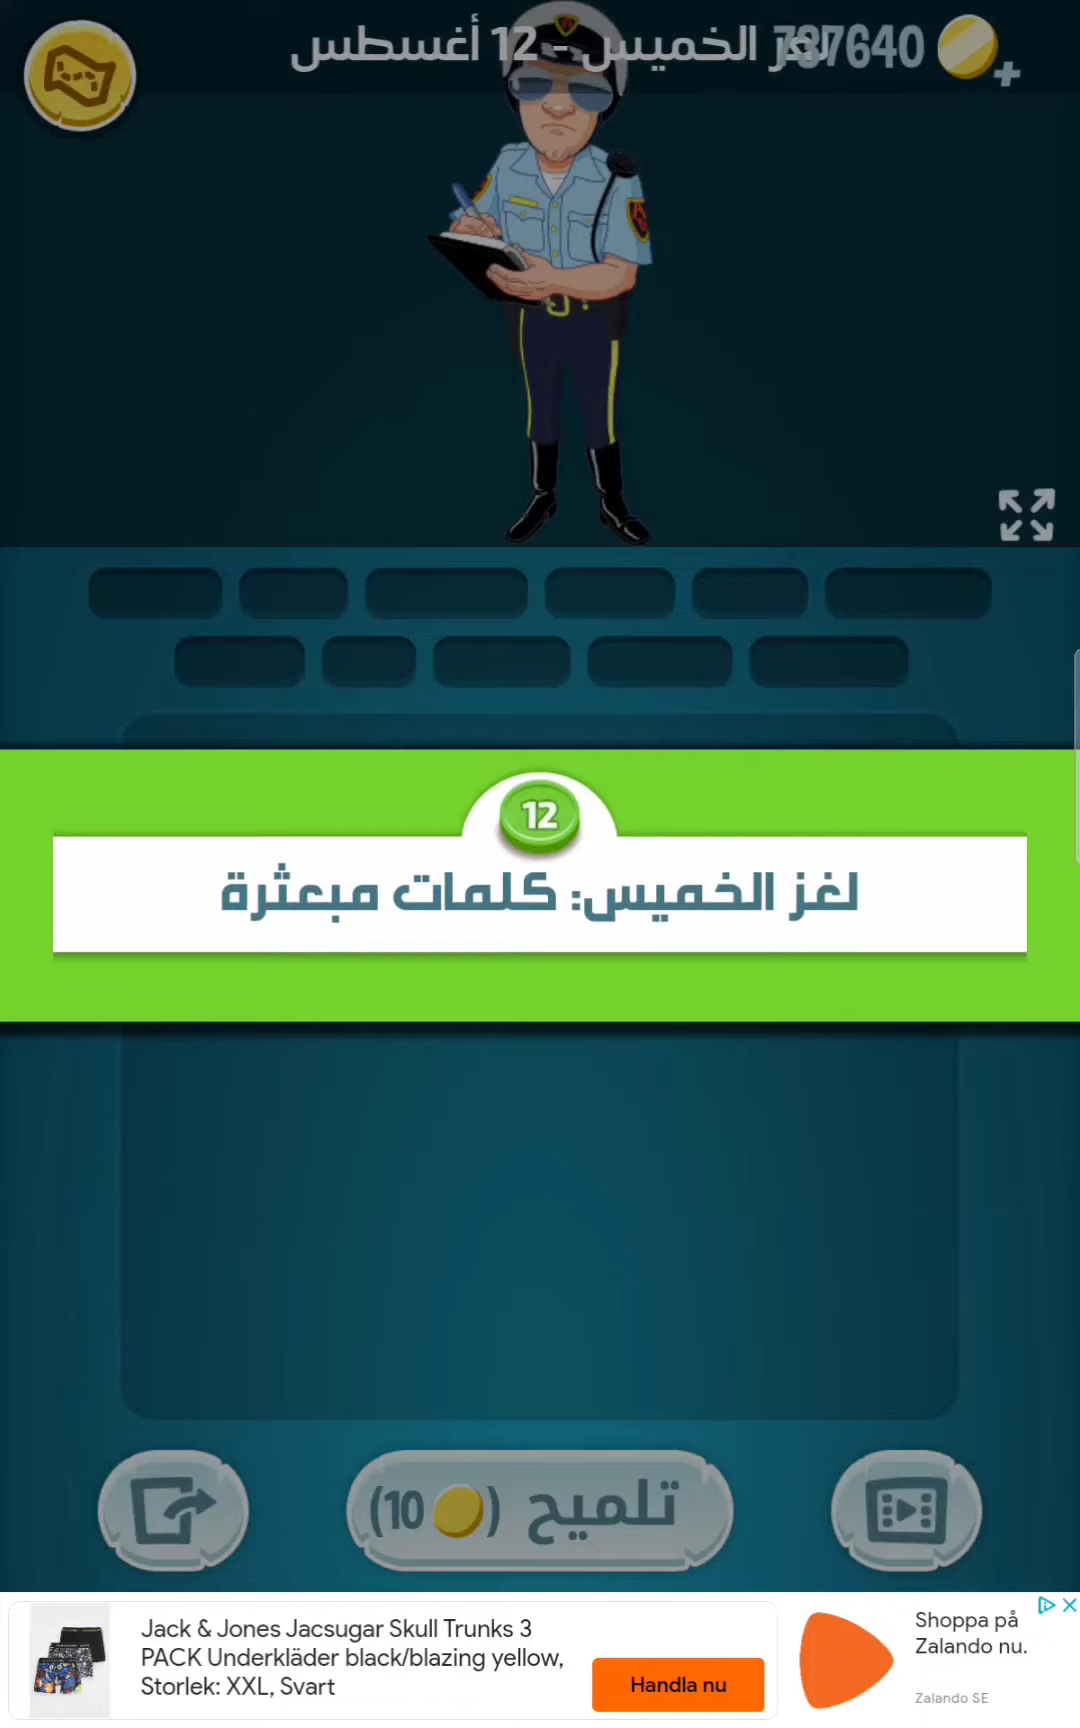 لغز الخميس - 12 أغسطس
787640
12
لغز الخميس: كلمات مبعثرة
تلميح (10)
Jack & Jones Jacsugar Skull Trunks 3
PACK Underkläder black/blazing yellow,
Storlek: XXL, Svart
Handla nu
Shoppa på
Zalando nu.
Zalando SE